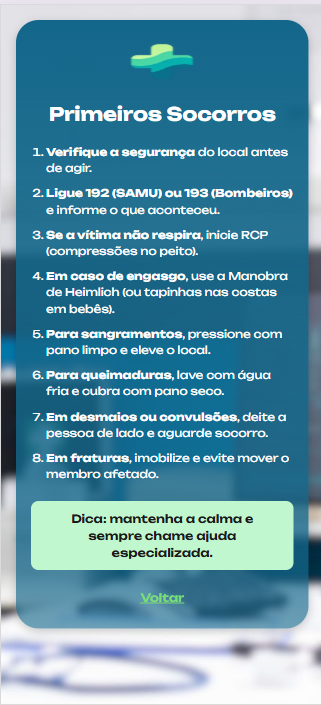 Primeiros Socorros
1. Verifique a segurança do local antes
de agir.
2. Ligue 192 (SAMU) ou 193 (Bombeiros)
e informe o que aconteceu.
3. Se a vítima não respira, inicie RCP
(compressões no peito).
4. Em caso de engasgo, use a Manobra
de Heimlich (ou tapinhas nas costas
em bebês).
5. Para sangramentos, pressione com
pano limpo e eleve o local.
6. Para queimaduras, lave com água
fria e cubra com pano seco.
7. Em desmaios ou convulsões, deite a
pessoa de lado e aguarde socorro.
8. Em fraturas, imobilize e evite mover o
membro afetado.
Dica: mantenha a calma e
sempre chame ajuda
especializada.
Voltar